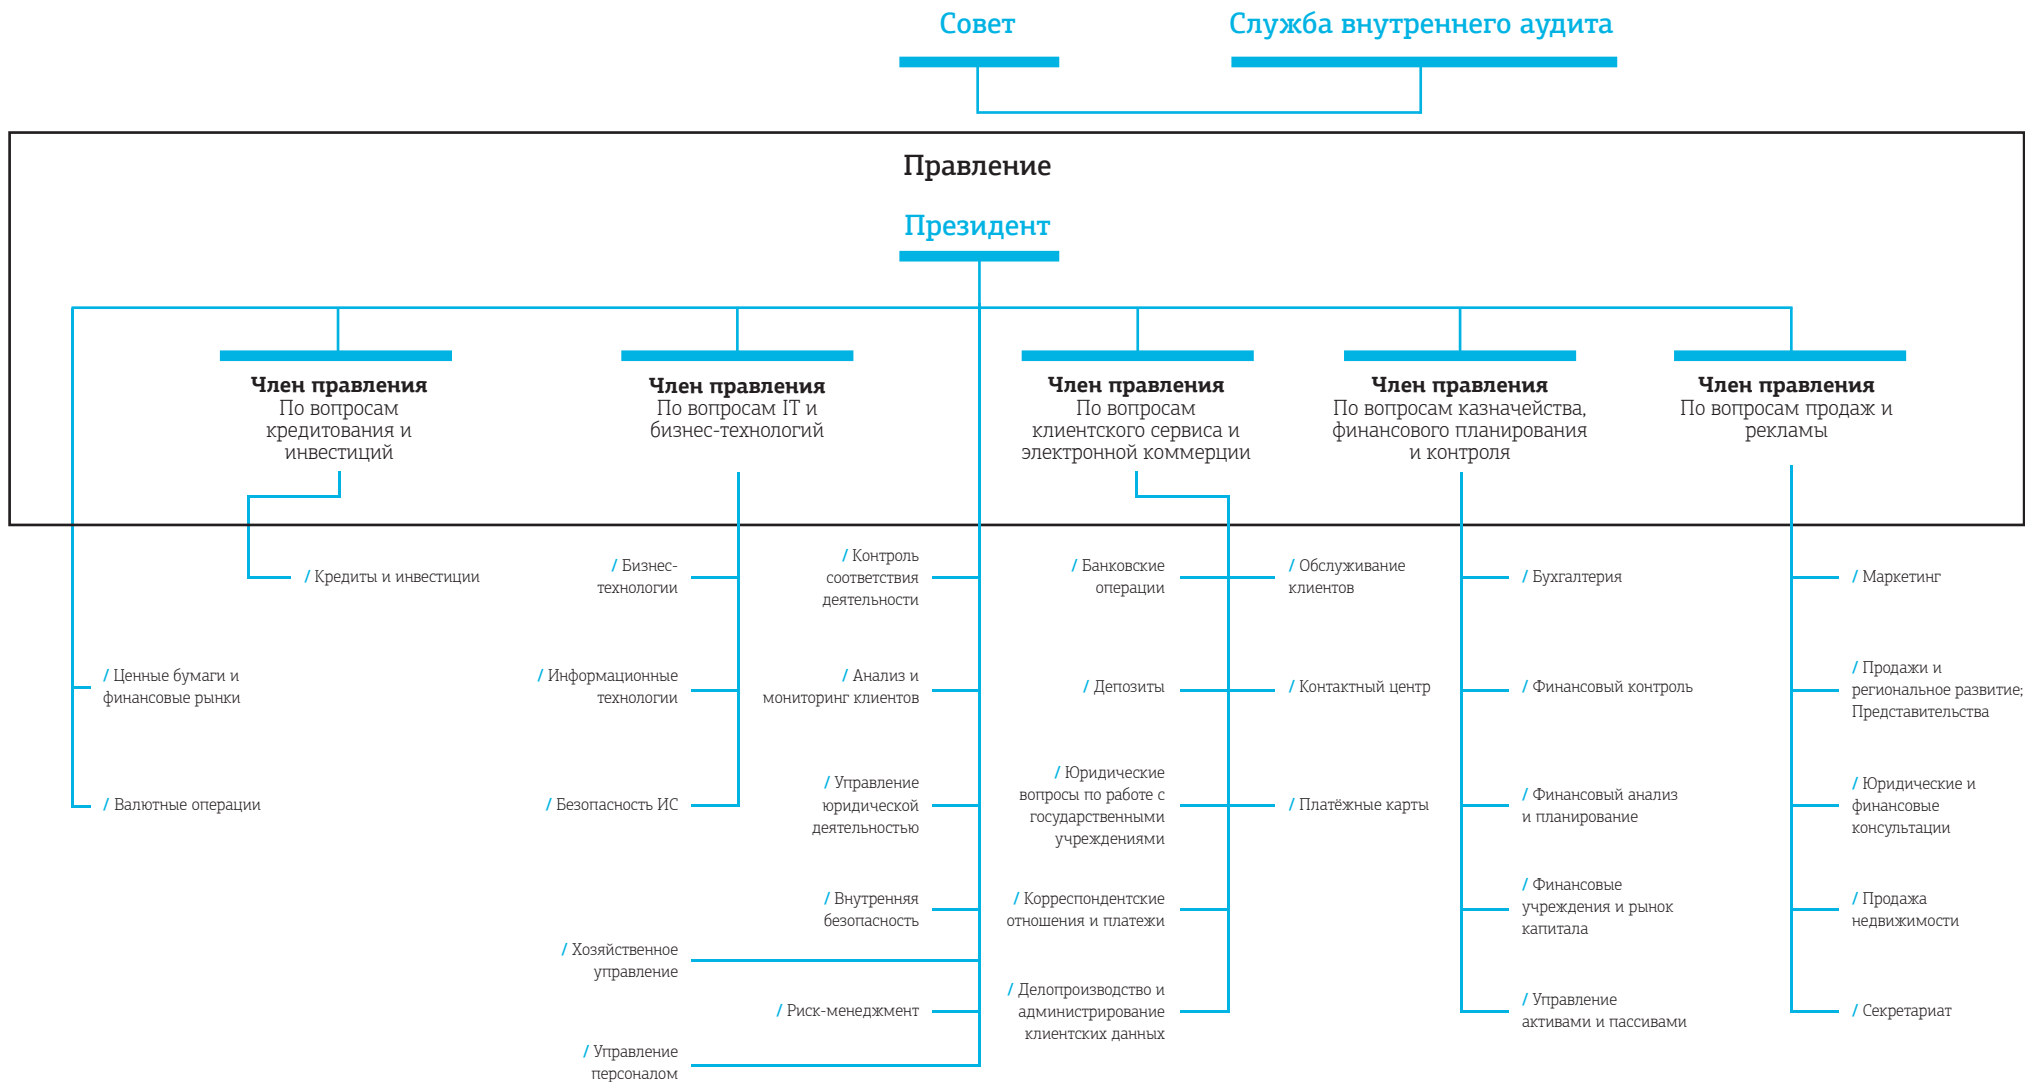 Совет
Служба внутреннего аудита
Правление
Президент
Член правления
По вопросам
кредитования и
инвестиций
Член правления
По вопросам IT и
бизнес-технологий
Член правления
По вопросам
клиентского сервиса и
электронной коммерции
Член правления
По вопросам казначейства,
финансового планирования
и контроля
Член правления
По вопросам продаж и
рекламы
/ Кредиты и инвестиции
/ Ценные бумаги и
финансовые рынки
/ Валютные операции
/ Бизнес-
технологии
/ Информационные
технологии
/ Безопасность ИС
/ Хозяйственное
управление
/ Управление
персоналом
/ Контроль
соответствия
деятельности
/ Анализ и
мониторинг клиентов
/ Управление
юридической
деятельностью
/ Внутренняя
безопасность
/ Риск-менеджмент
/ Банковские
операции
/ Депозиты
/ Юридические
вопросы по работе с
государственными
учреждениями
/ Корреспондентские
отношения и платежи
/ Делопроизводство и
администрирование
клиентских данных
/ Обслуживание
клиентов
/ Контактный центр
/ Платёжные карты
/ Бухгалтерия
/ Финансовый контроль
/ Финансовый анализ
и планирование
/ Финансовые
учреждения и рынок
капитала
/ Управление
активами и пассивами
/ Маркетинг
/ Продажи и
региональное развитие;
Представительства
/ Юридические и
финансовые
консультации
/ Продажа
недвижимости
/ Секретариат